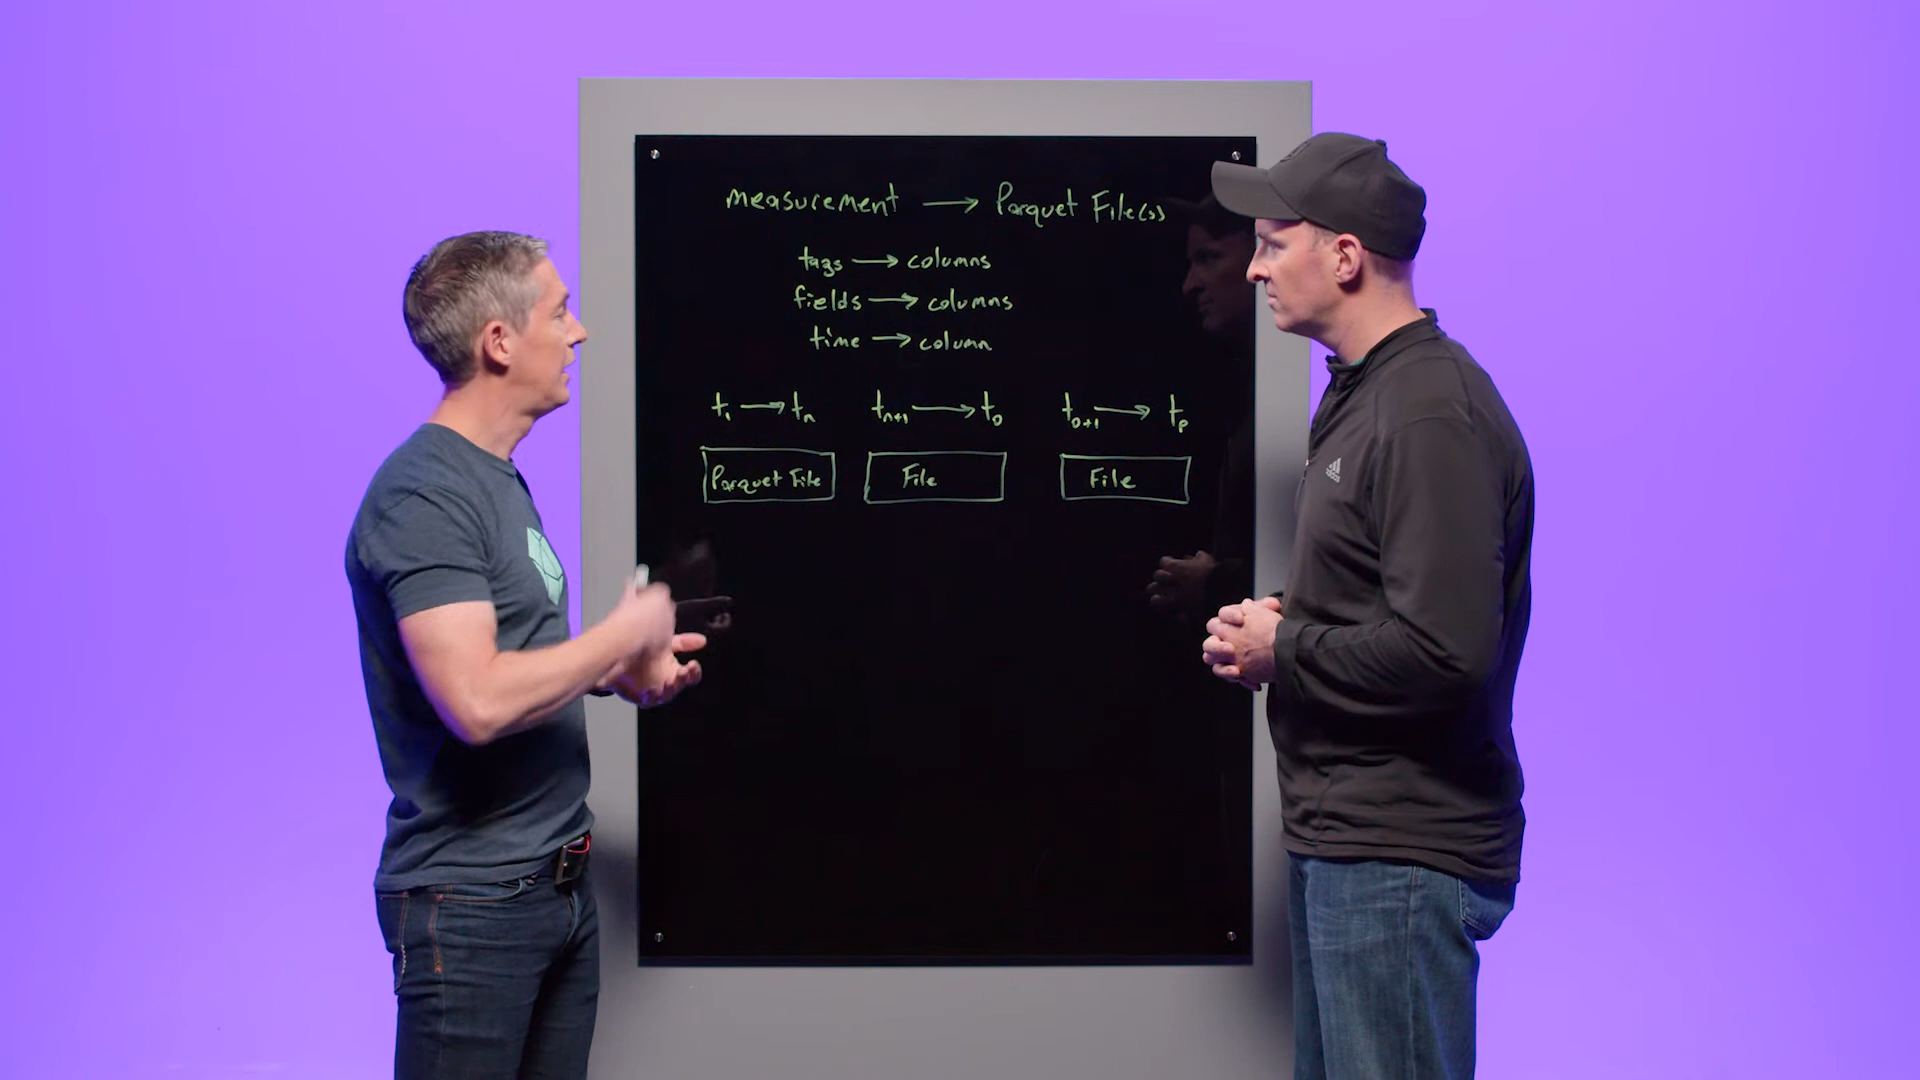 measurement → Parquet File(s)
tags → columns
fields → columns
time → column
t₁ → tₙ   tₙ₊₁ → tₒ   tₒ₊₁ → tₚ
Parquet File   File   File
adidas